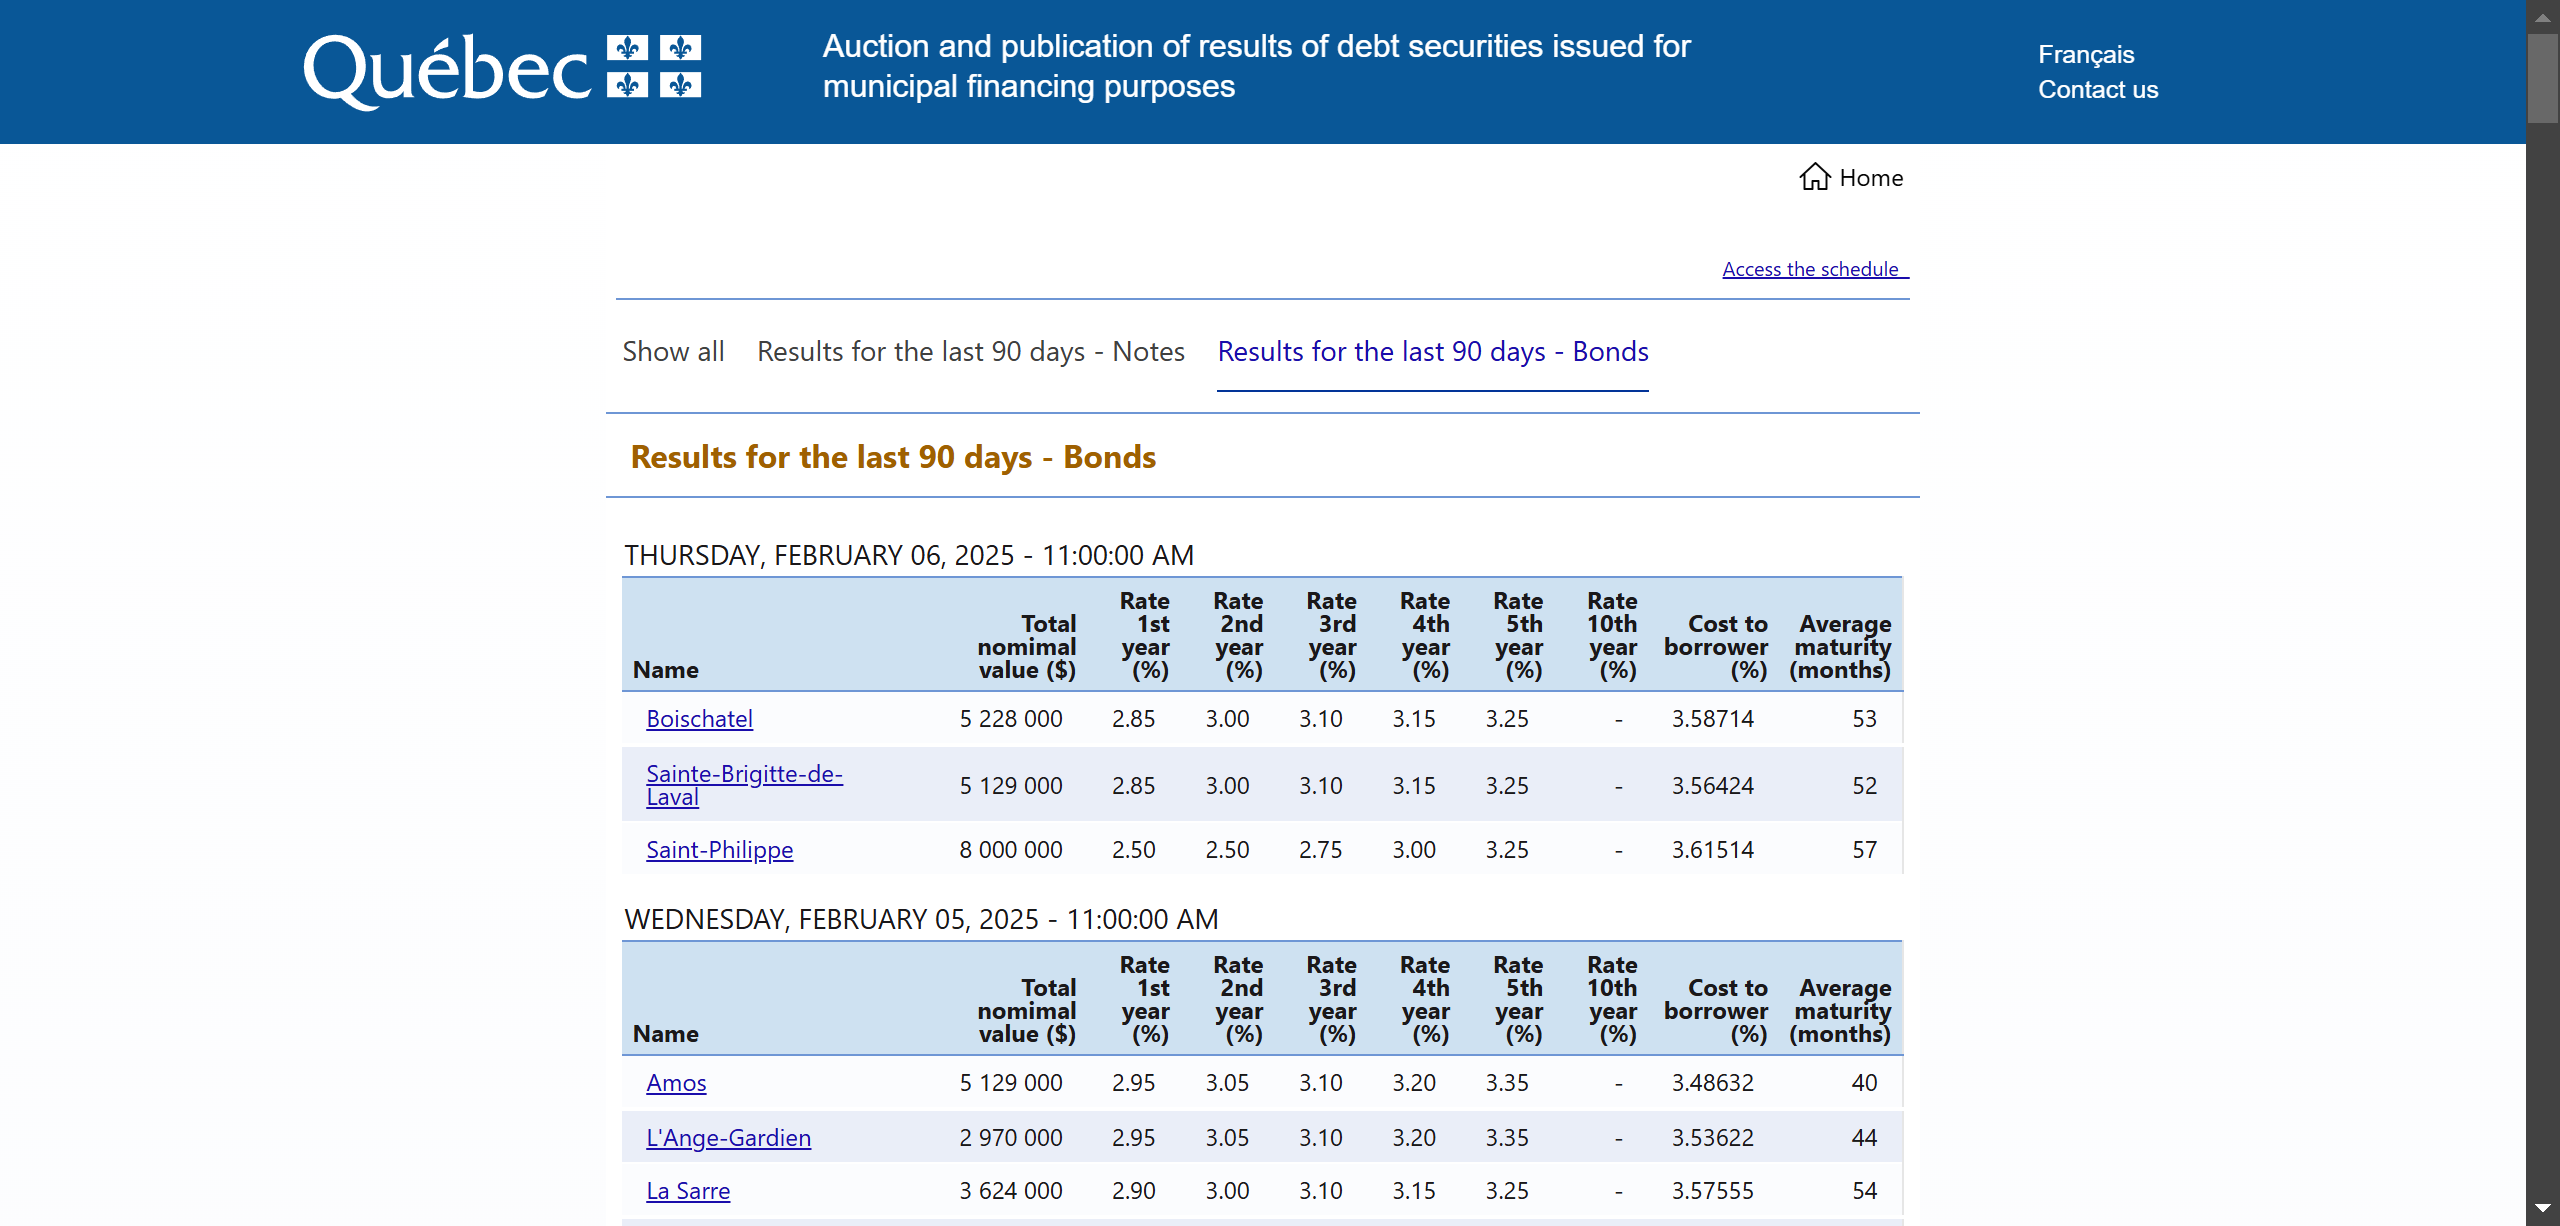 Québec
Auction and publication of results of debt securities issued for
municipal financing purposes
Français
Contact us
Home
Access the schedule
Show all Results for the last 90 days - Notes Results for the last 90 days - Bonds
Results for the last 90 days - Bonds
THURSDAY, FEBRUARY 06, 2025 - 11:00:00 AM
Name Total nomimal value ($) Rate 1st year (%) Rate 2nd year (%) Rate 3rd year (%) Rate 4th year (%) Rate 5th year (%) Rate 10th year (%) Cost to borrower (%) Average maturity (months)
Boischatel 5 228 000 2.85 3.00 3.10 3.15 3.25 - 3.58714 53
Sainte-Brigitte-de-
Laval 5 129 000 2.85 3.00 3.10 3.15 3.25 - 3.56424 52
Saint-Philippe 8 000 000 2.50 2.50 2.75 3.00 3.25 - 3.61514 57
WEDNESDAY, FEBRUARY 05, 2025 - 11:00:00 AM
Name Total nomimal value ($) Rate 1st year (%) Rate 2nd year (%) Rate 3rd year (%) Rate 4th year (%) Rate 5th year (%) Rate 10th year (%) Cost to borrower (%) Average maturity (months)
Amos 5 129 000 2.95 3.05 3.10 3.20 3.35 - 3.48632 40
L'Ange-Gardien 2 970 000 2.95 3.05 3.10 3.20 3.35 - 3.53622 44
La Sarre 3 624 000 2.90 3.00 3.10 3.15 3.25 - 3.57555 54